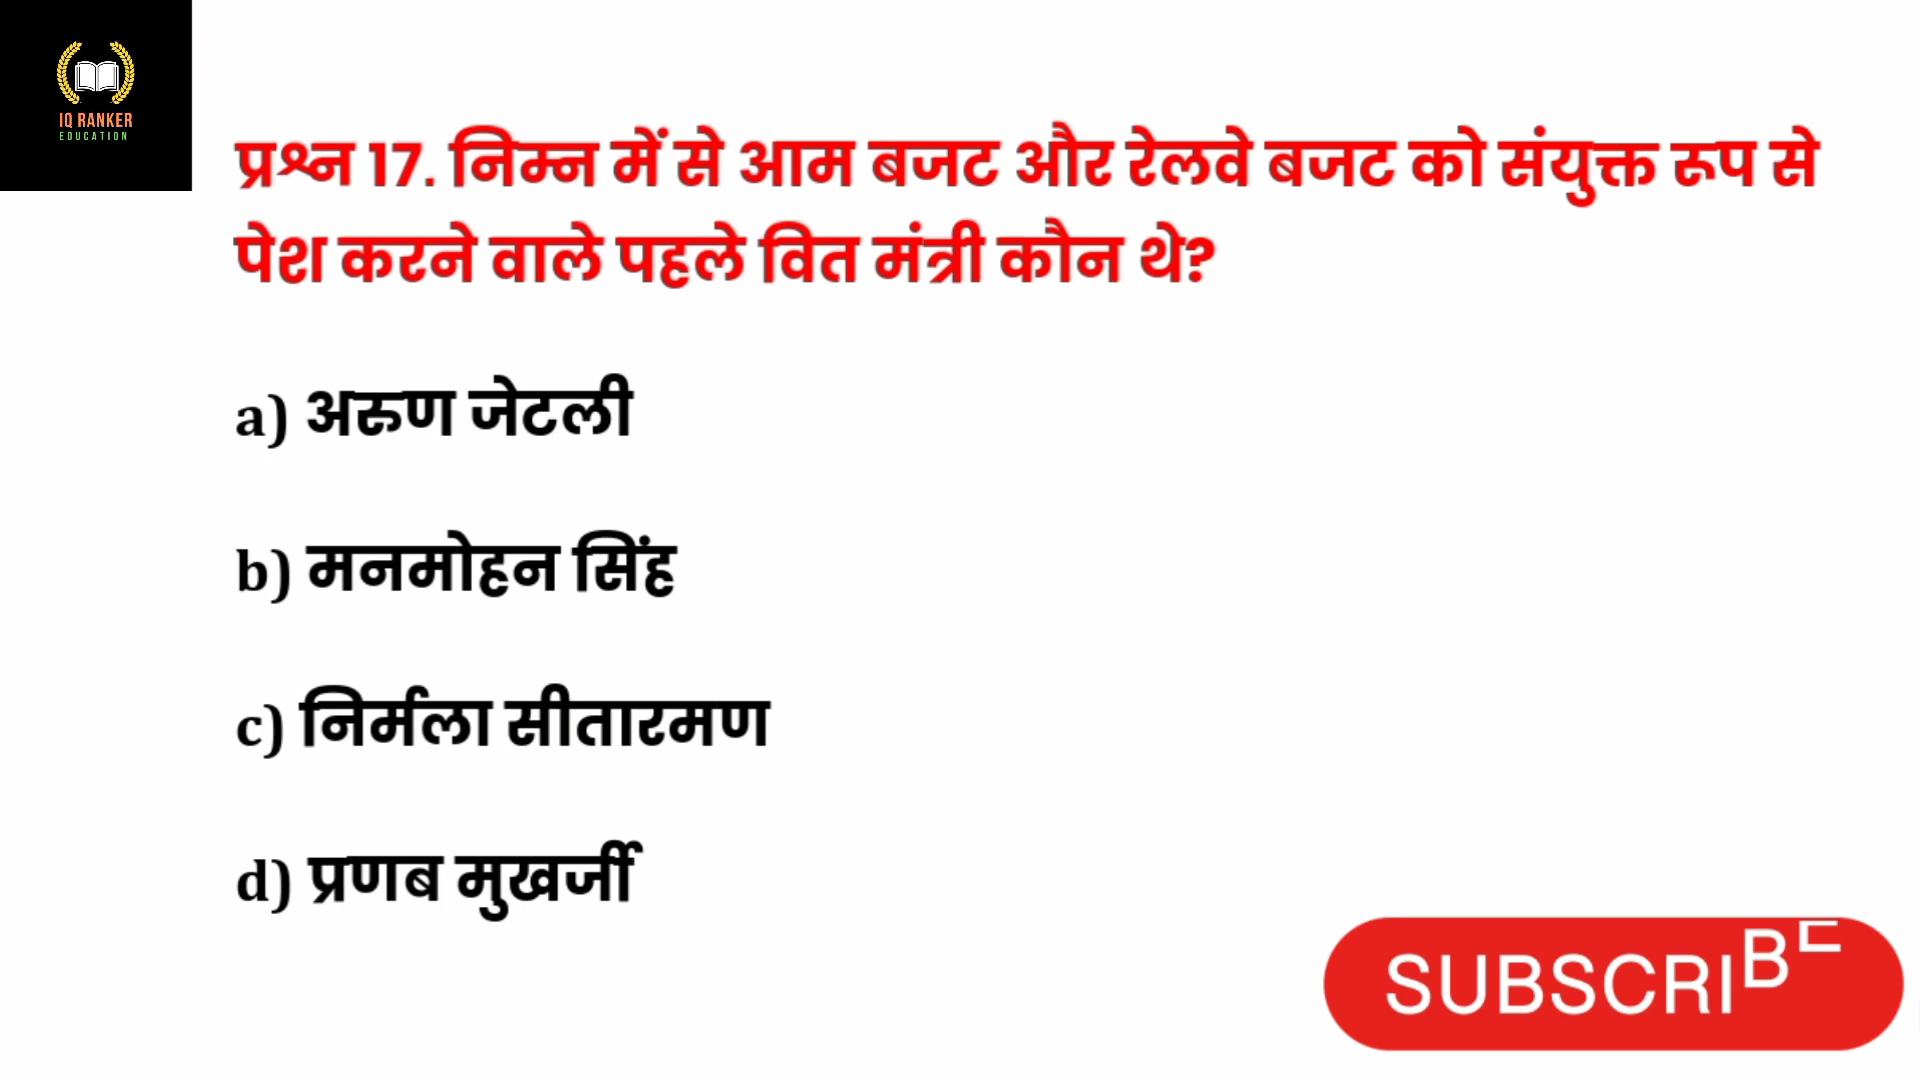 IQ RANKER
EDUCATION
प्रश्न 17. निम्न में से आम बजट और रेलवे बजट को संयुक्त रूप से
पेश करने वाले पहले वित मंत्री कौन थे?
a) अरुण जेटली
b) मनमोहन सिंह
c) निर्मला सीतारमण
d) प्रणब मुखर्जी
SUBSCRIBE